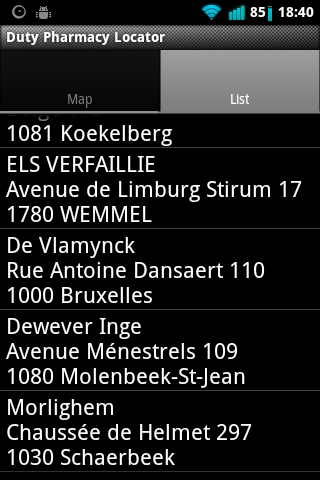 85 18:40
Duty Pharmacy Locator
Map List
1081 Koekelberg
ELS VERFAILLIE
Avenue de Limburg Stirum 17
1780 WEMMEL
De Vlamynck
Rue Antoine Dansaert 110
1000 Bruxelles
Dewever Inge
Avenue Ménestrels 109
1080 Molenbeek-St-Jean
Morlighem
Chaussée de Helmet 297
1030 Schaerbeek